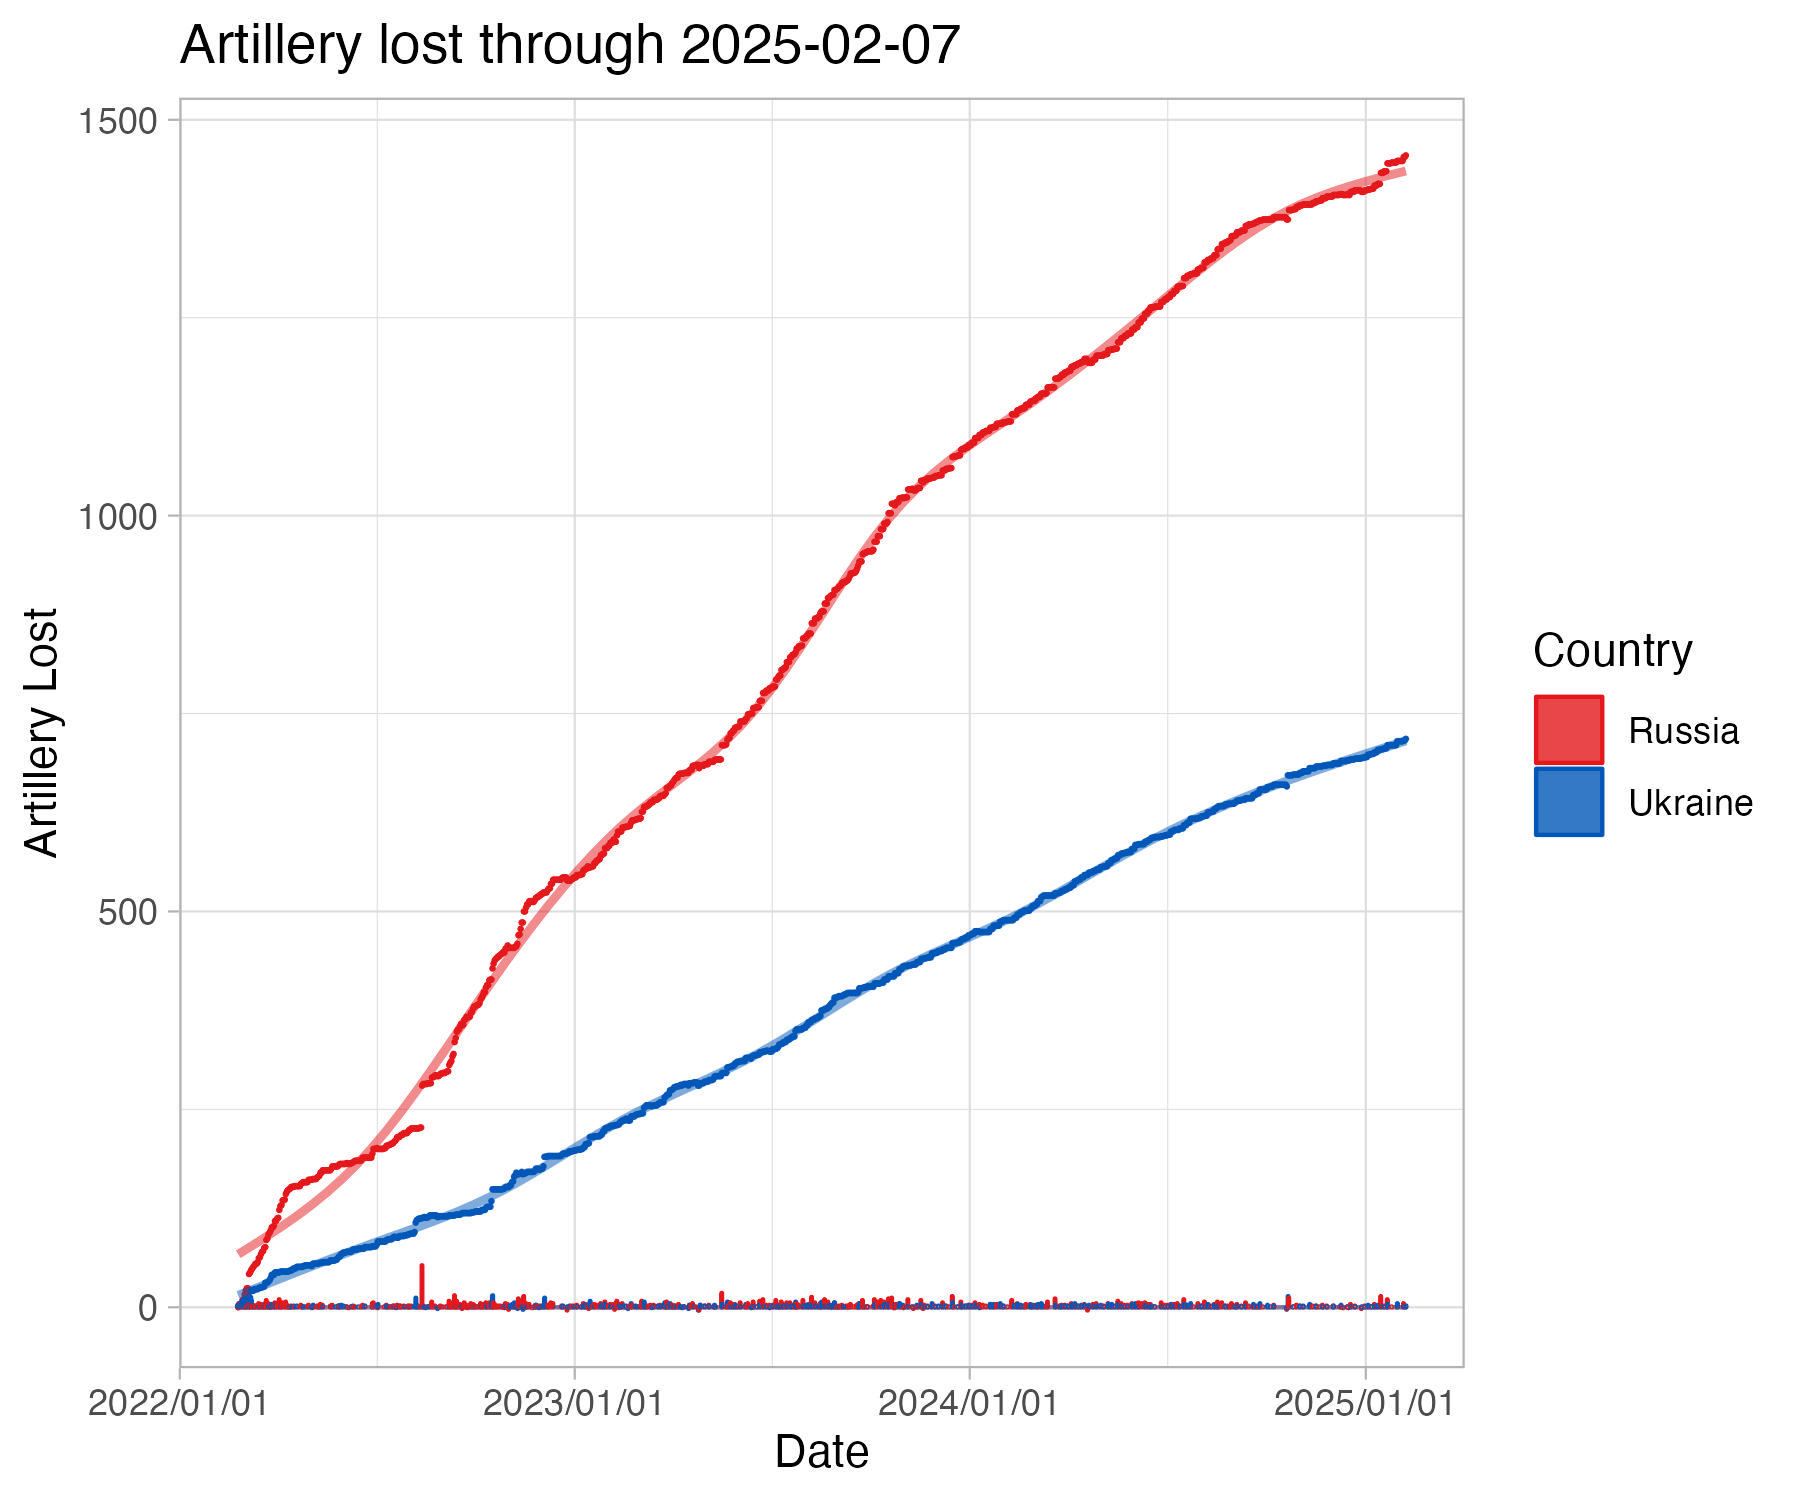 Artillery lost through 2025-02-07
Artillery Lost
1500
1000
500
0
2022/01/01
2023/01/01
2024/01/01
2025/01/01
Date
Country
Russia
Ukraine